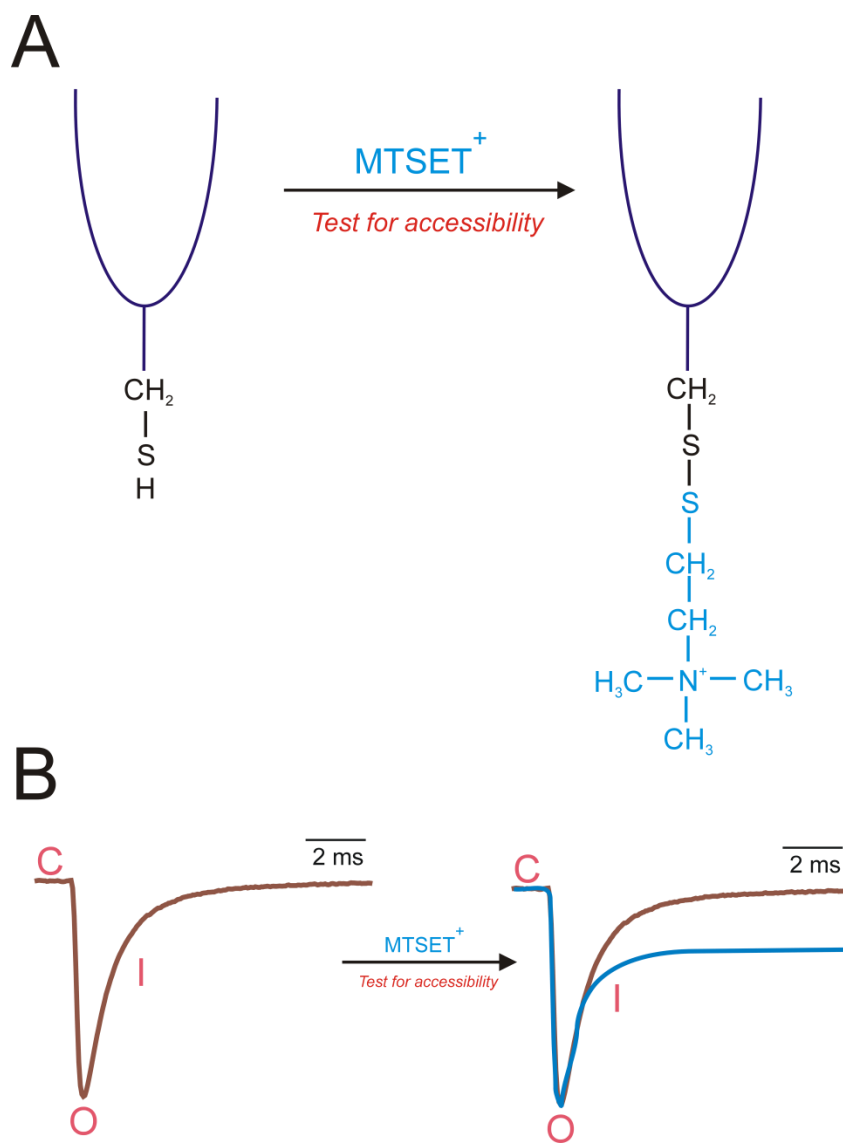 A
MTSET+
Test for accessibility
CH2
S
H
CH2
S
S
CH2
CH2
H3C N+ CH3
CH3
B
C
2 ms
I
O
MTSET+
Test for accessibility
C
2 ms
I
O